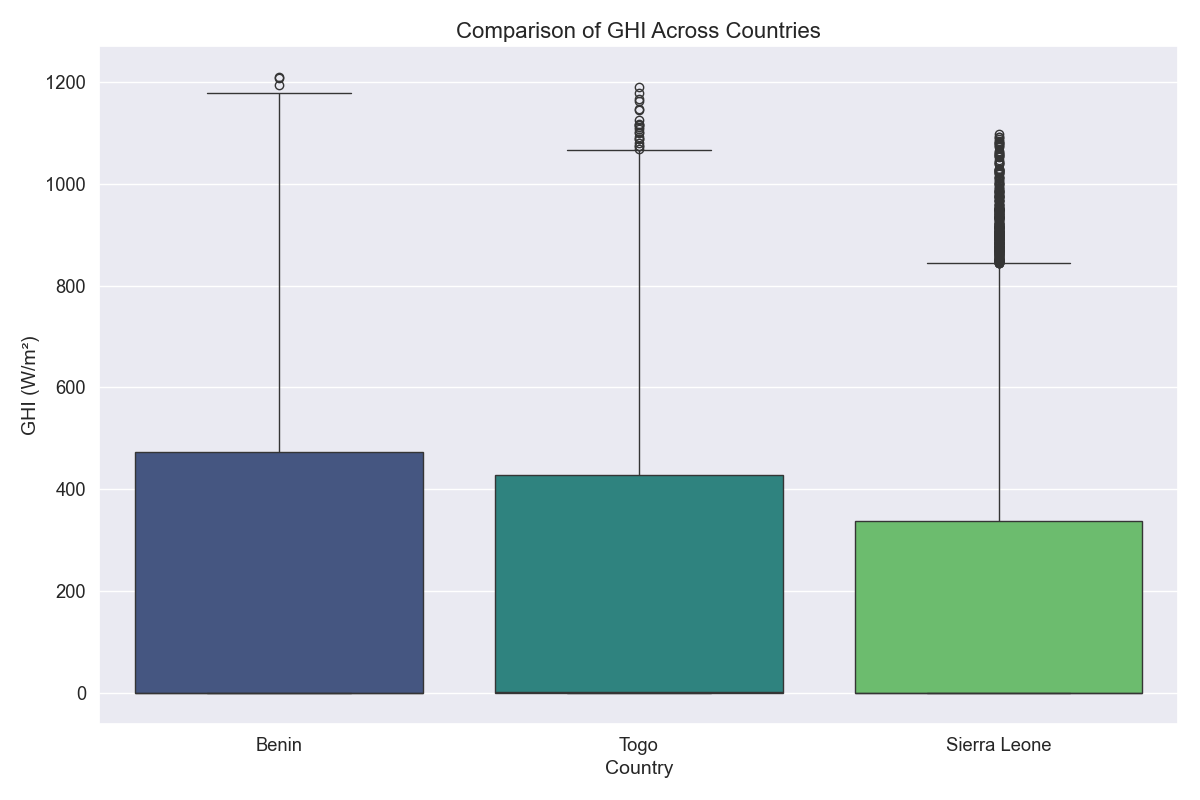 Comparison of GHI Across Countries
GHI (W/m²)
1200
1000
800
600
400
200
0
Benin
Togo
Sierra Leone
Country